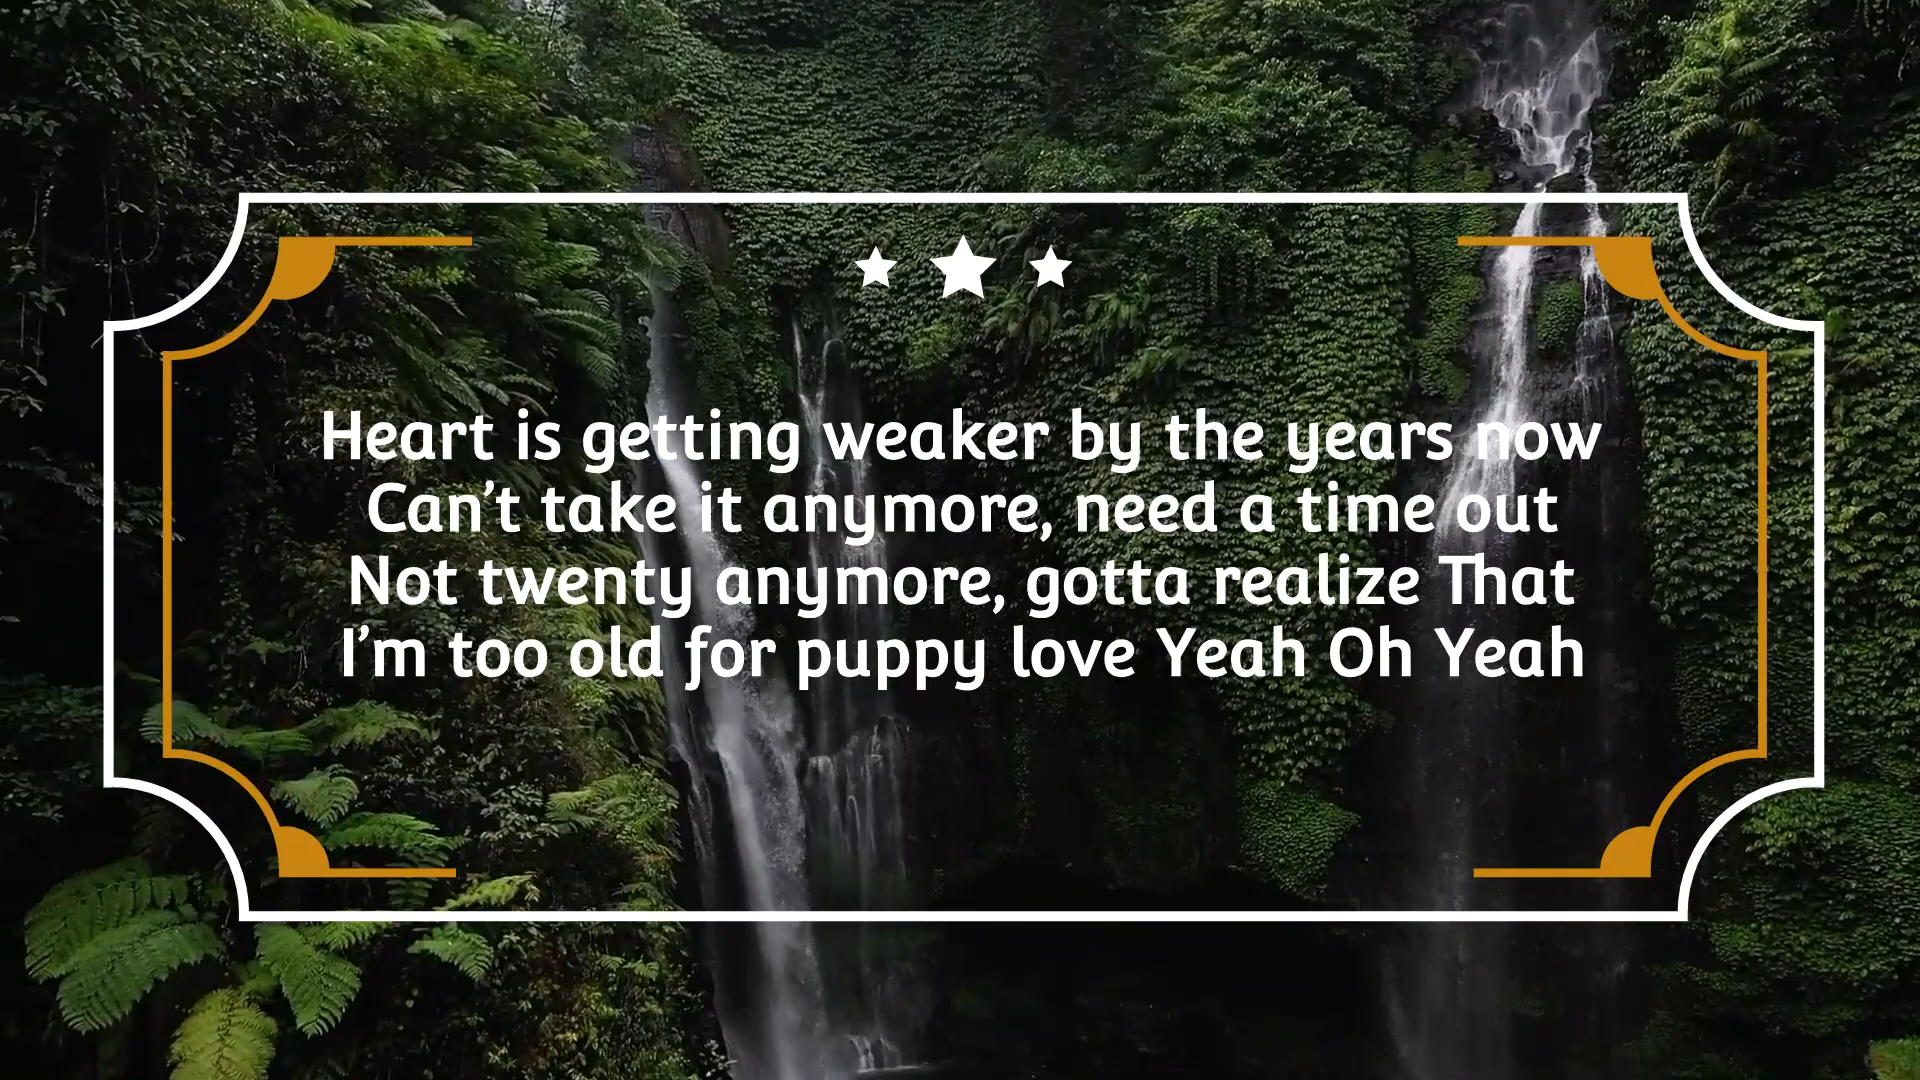 Heart is getting weaker by the years now
Can’t take it anymore, need a time out
Not twenty anymore, gotta realize That
I’m too old for puppy love Yeah Oh Yeah